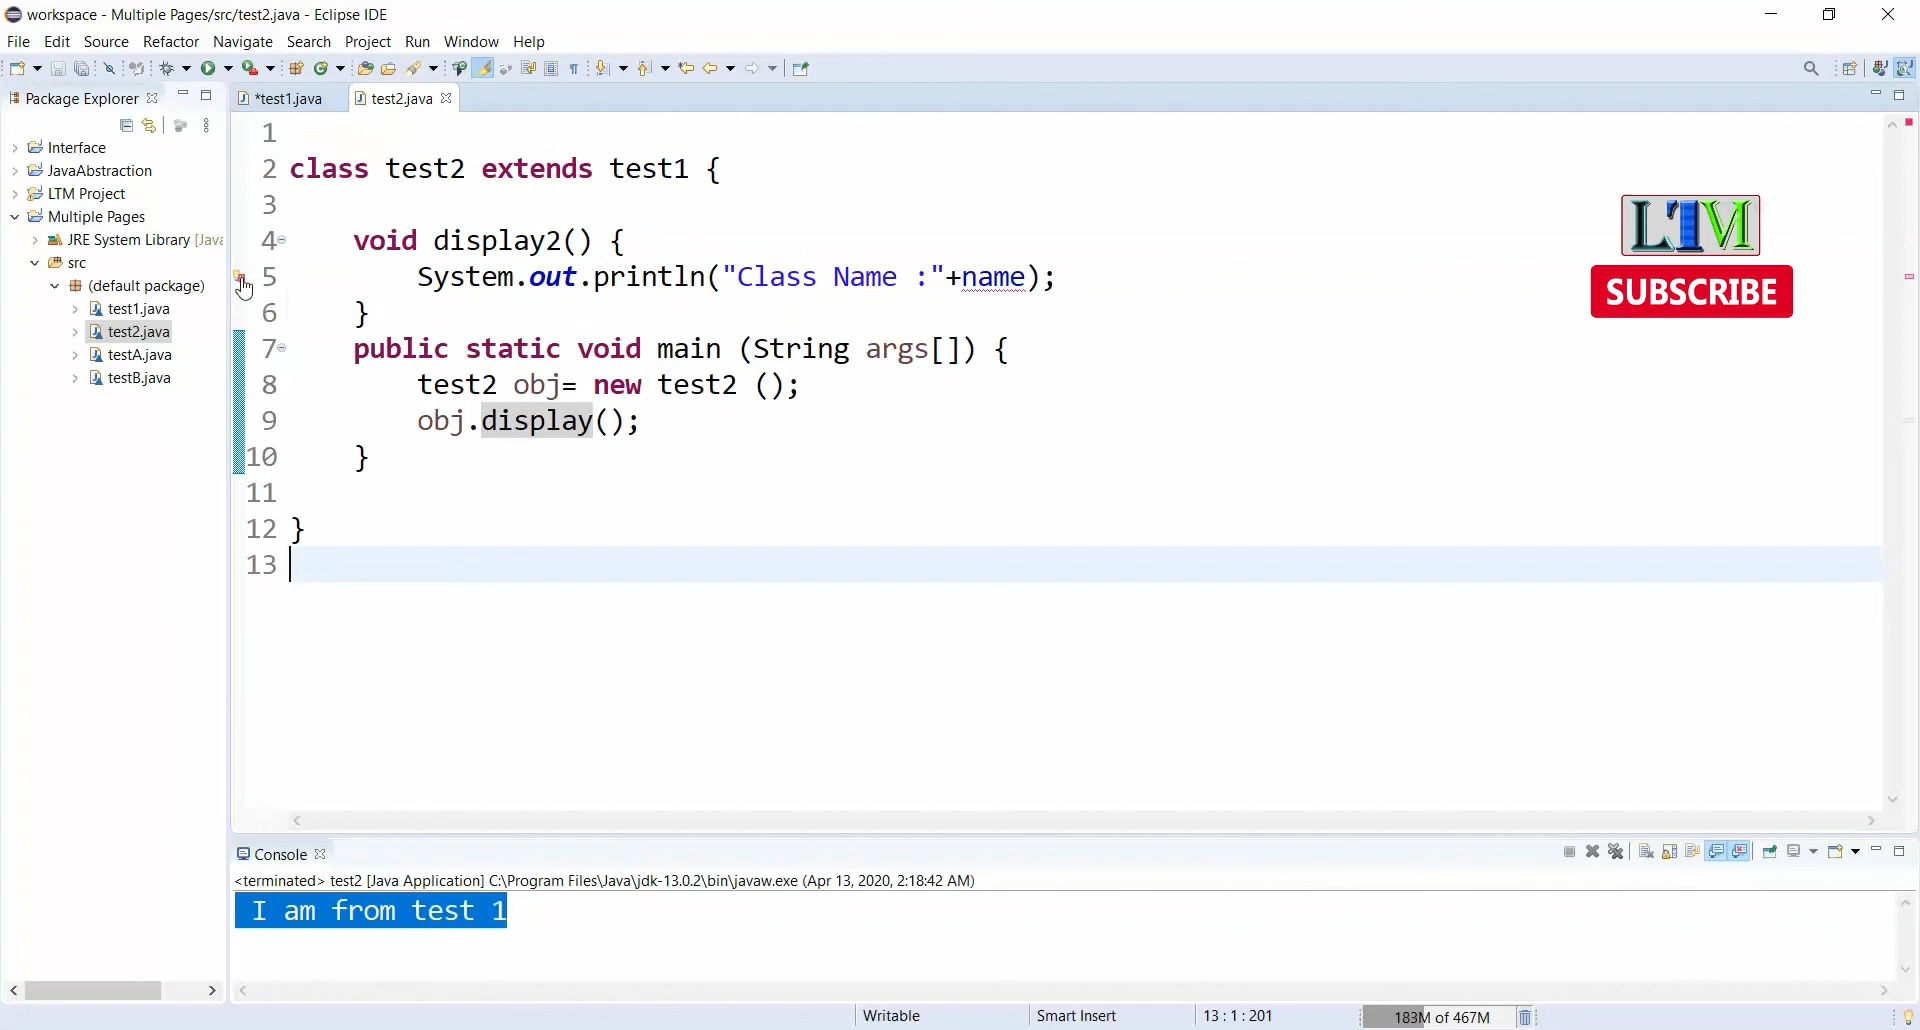 workspace - Multiple Pages/src/test2.java - Eclipse IDE
File Edit Source Refactor Navigate Search Project Run Window Help
Package Explorer
*test1.java test2.java
Interface
JavaAbstraction
LTM Project
Multiple Pages
JRE System Library [Java
src
(default package)
test1.java
test2.java
testA.java
testB.java
1
2 class test2 extends test1 {
3
4 void display2() {
5 System.out.println("Class Name :"+name);
6 }
7 public static void main (String args[]) {
8 test2 obj= new test2 ();
9 obj.display();
10 }
11
12 }
13
LTM
SUBSCRIBE
Console
<terminated> test2 [Java Application] C:\Program Files\Java\jdk-13.0.2\bin\javaw.exe (Apr 13, 2020, 2:18:42 AM)
I am from test 1
Writable Smart Insert 13 : 1 : 201 183M of 467M